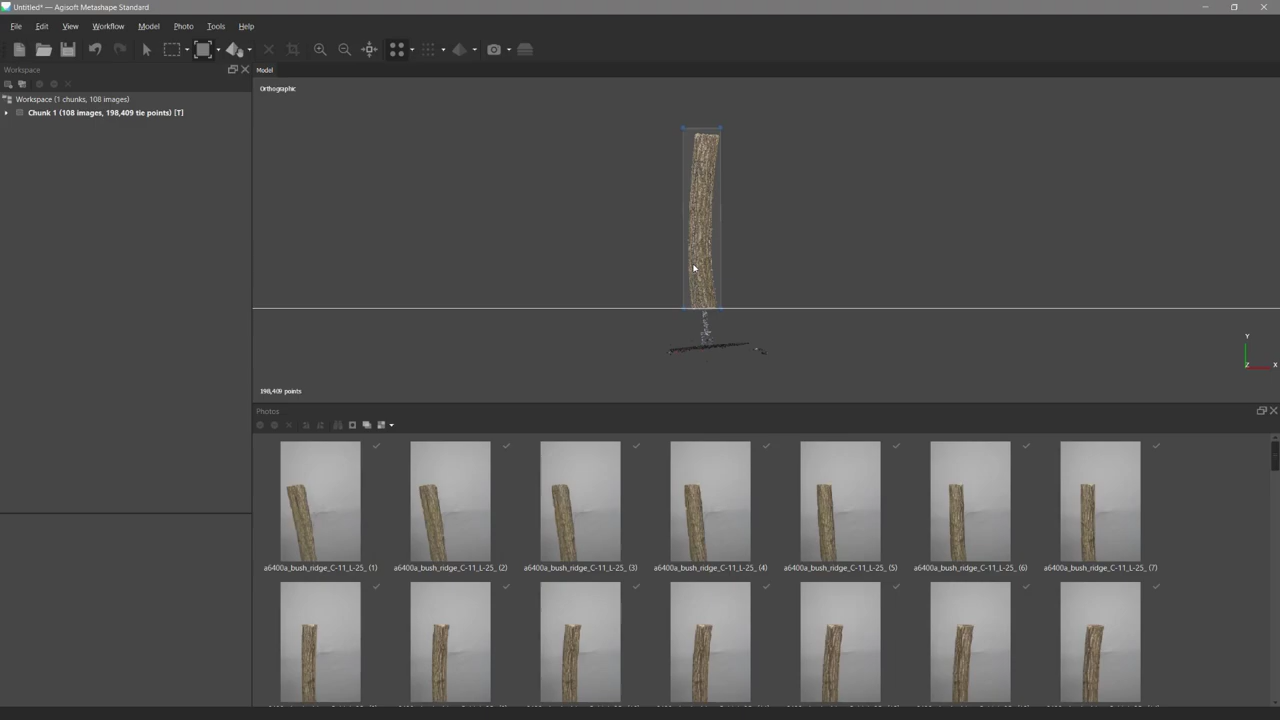 Untitled* — Agisoft Metashape Standard
File Edit View Workflow Model Photo Tools Help
Workspace
Workspace (1 chunks, 108 images)
Chunk 1 (108 images, 198,409 tie points) [T]
Model
Orthographic
Y
Z X
198,409 points
Photos
a6400a_bush_ridge_C-11_L-25_ (1) a6400a_bush_ridge_C-11_L-25_ (2) a6400a_bush_ridge_C-11_L-25_ (3) a6400a_bush_ridge_C-11_L-25_ (4) a6400a_bush_ridge_C-11_L-25_ (5) a6400a_bush_ridge_C-11_L-25_ (6) a6400a_bush_ridge_C-11_L-25_ (7)